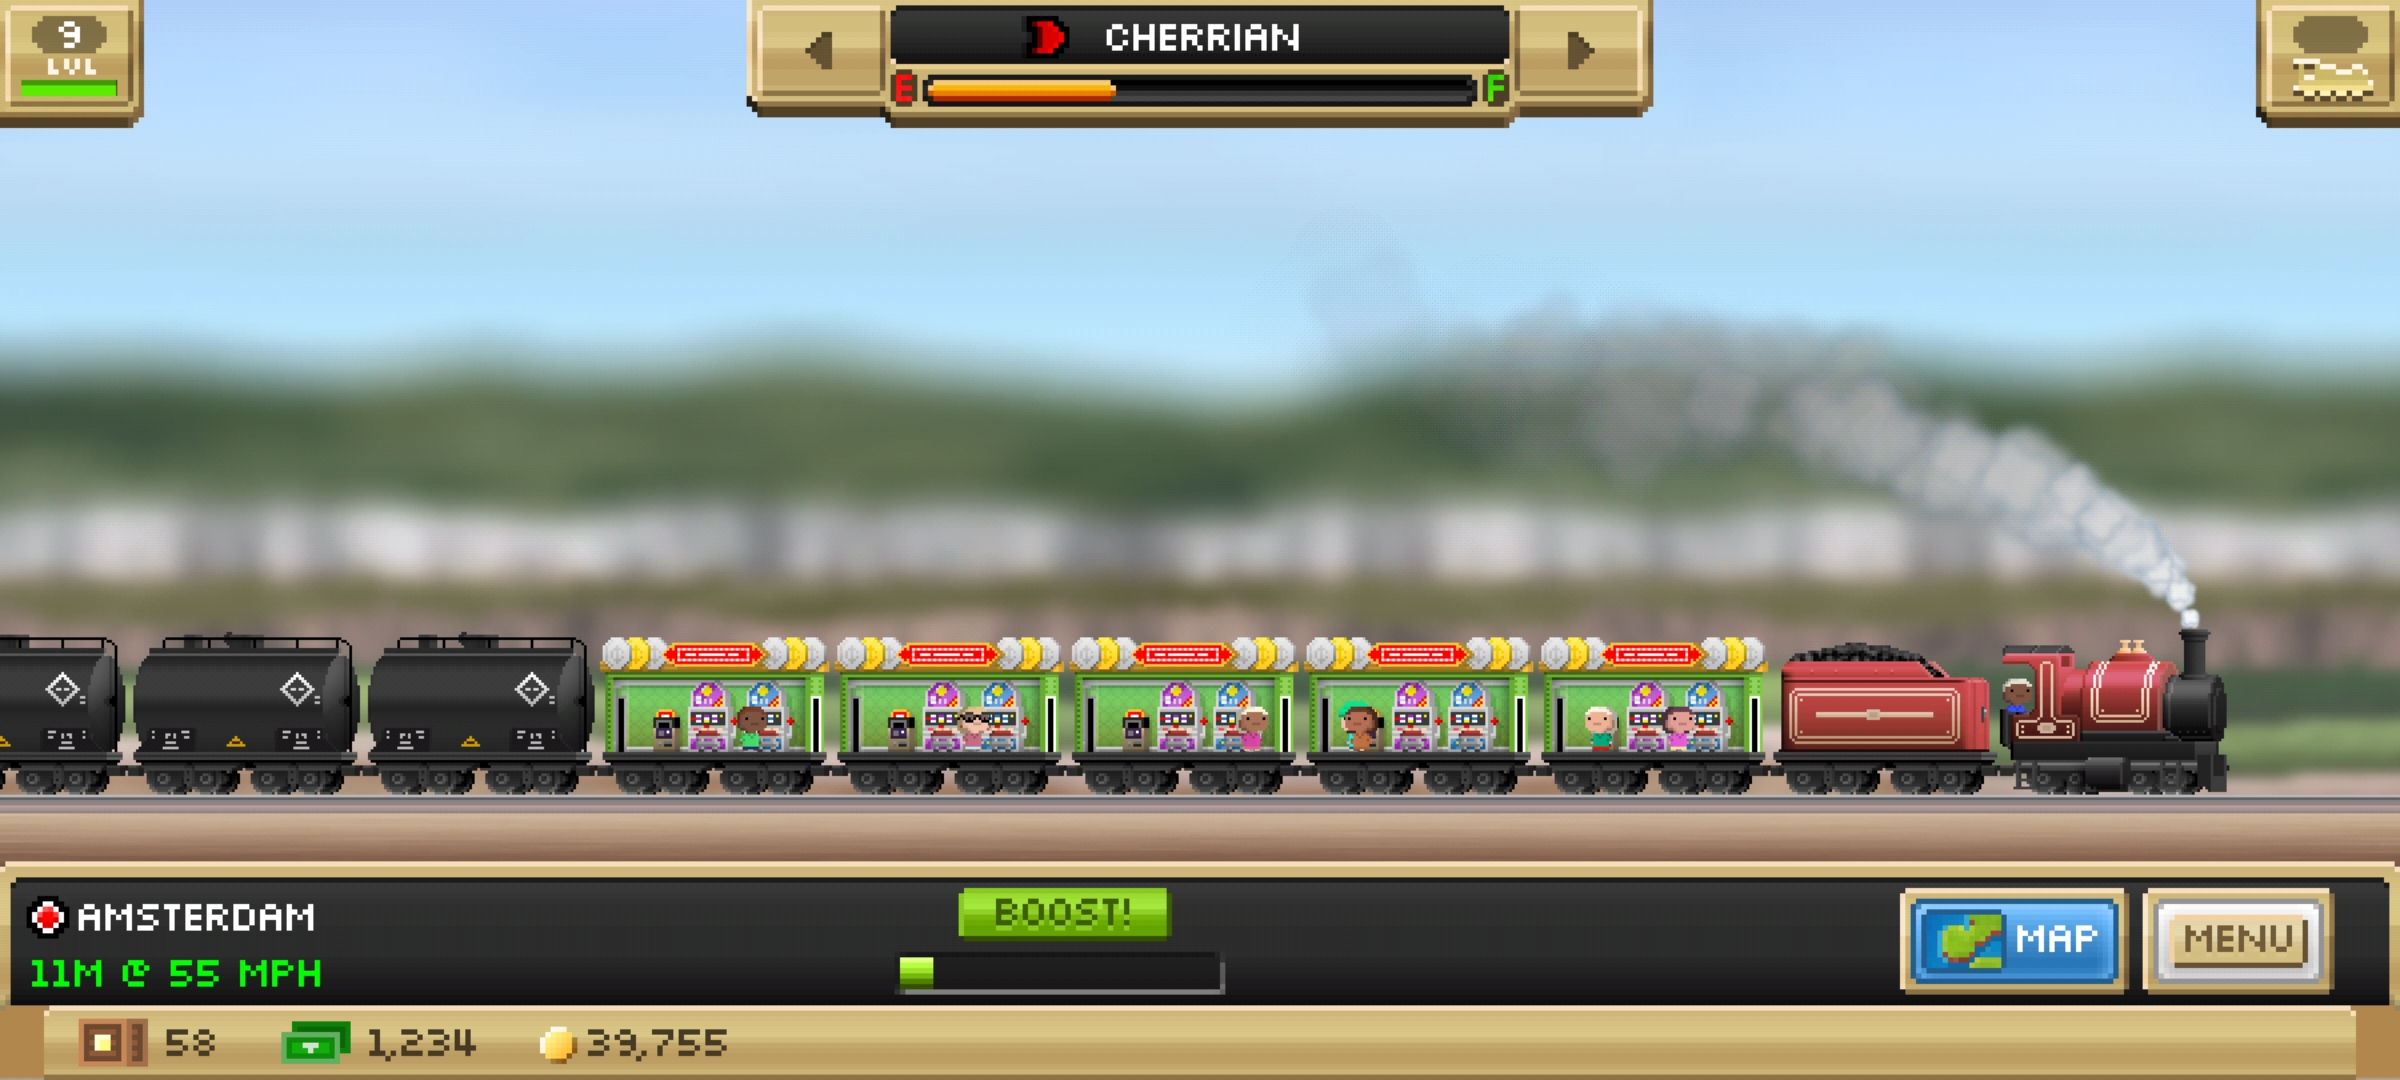 9
LVL
CHERRIAN
E F
AMSTERDAM
11M @ 55 MPH
BOOST!
MAP
MENU
58
1,234
39,755